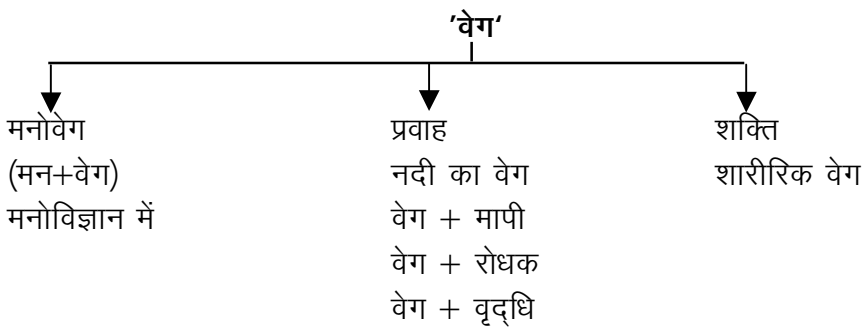 ’वेग‘
मनोवेग
(मन+वेग)
मनोविज्ञान में
प्रवाह
नदी का वेग
वेग + मापी
वेग + रोधक
वेग + वृद्‌धि
शक्ति
शारीरिक वेग